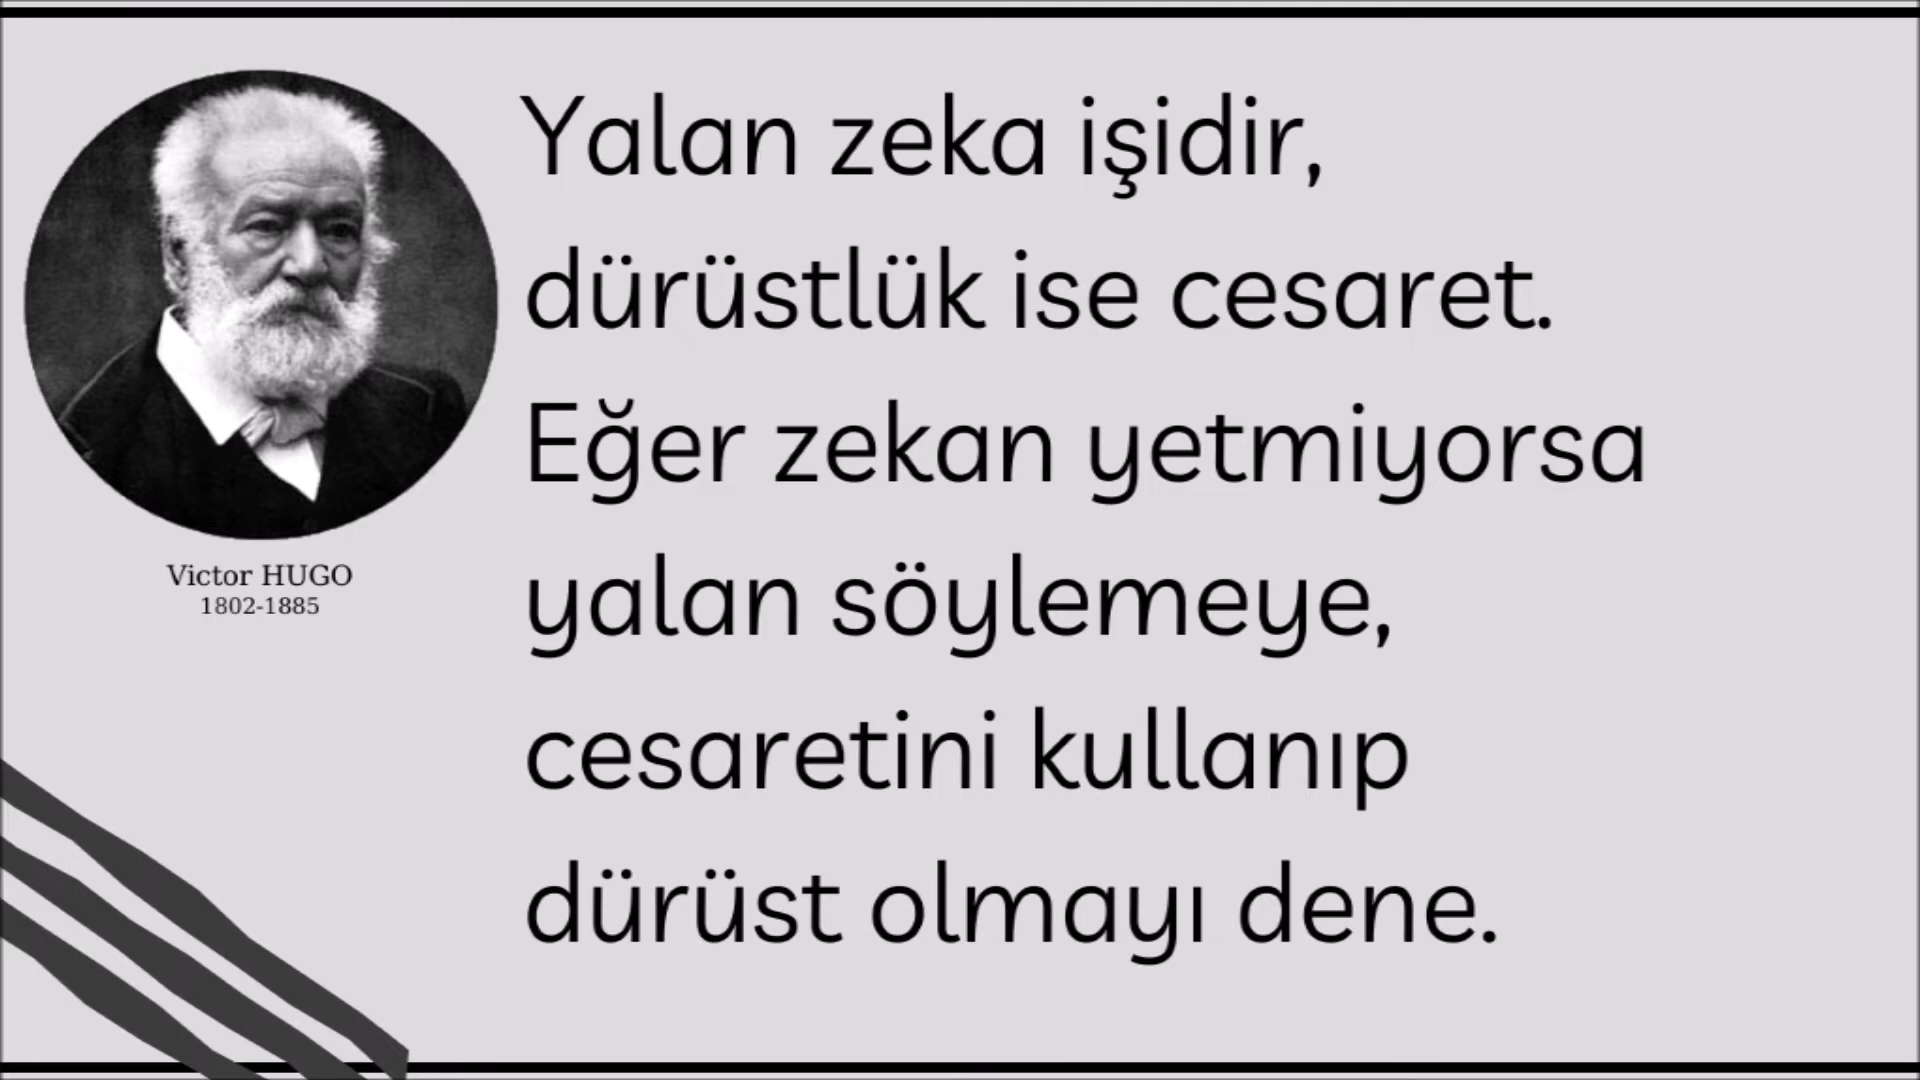 Yalan zeka işidir,
dürüstlük ise cesaret.
Eğer zekan yetmiyorsa
yalan söylemeye,
cesaretini kullanıp
dürüst olmayı dene.
Victor HUGO
1802-1885